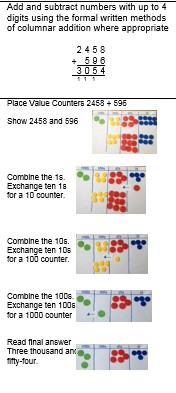 Add and subtract numbers with up to 4
digits using the formal written methods
of columnar addition where appropriate
2 4 5 8
+ 5 9 6
3 0 5 4
1 1 1
Place Value Counters 2458 + 596
Show 2458 and 596
Combine the 1s.
Exchange ten 1s
for a 10 counter.
Combine the 10s.
Exchange ten 10s
for a 100 counter.
Combine the 100s.
Exchange ten 100s
for a 1000 counter
Read final answer
Three thousand and
fifty-four.